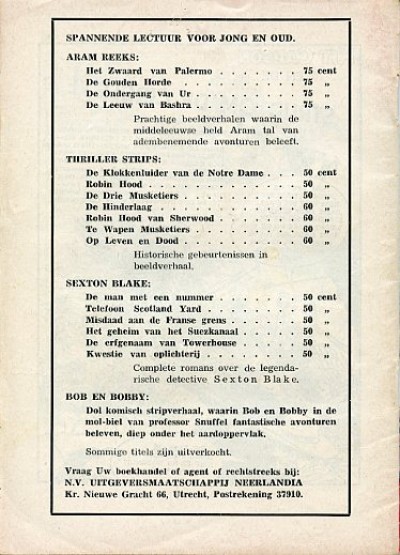 SPANNENDE LECTUUR VOOR JONG EN OUD.
ARAM REEKS:
Het Zwaard van Palermo . . . . . . . 75 cent
De Gouden Horde . . . . . . . . . 75 „
De Ondergang van Ur . . . . . . . . 75 „
De Leeuw van Bashra . . . . . . . . 75 „
Prachtige beeldverhalen waarin de
middeleeuwse held Aram tal van
adembenemende avonturen beleeft.
THRILLER STRIPS:
De Klokkenluider van de Notre Dame . . . 50 cent
Robin Hood . . . . . . . . . . . 50 „
De Drie Musketiers . . . . . . . . 50 „
De Hinderlaag . . . . . . . . . . 60 „
Robin Hood van Sherwood . . . . . . . 60 „
Te Wapen Musketiers . . . . . . . . 60 „
Op Leven en Dood . . . . . . . . . 60 „
Historische gebeurtenissen in
beeldverhaal.
SEXTON BLAKE:
De man met een nummer . . . . . . . 50 cent
Telefoon Scotland Yard . . . . . . . 50 „
Misdaad aan de Franse grens . . . . . . 50 „
Het geheim van het Suezkanaal . . . . . 50 „
De erfgenaam van Towerhouse . . . . . 50 „
Kwestie van oplichterij . . . . . . . 50 „
Complete romans over de legenda-
rische detective Sexton Blake.
BOB EN BOBBY:
Dol komisch stripverhaal, waarin Bob en Bobby in de
mol-biel van professor Snuffel fantastische avonturen
beleven, diep onder het aardoppervlak.
Sommige titels zijn uitverkocht.
Vraag Uw boekhandel of agent of rechtstreeks bij:
N.V. UITGEVERSMAATSCHAPPIJ NEERLANDIA
Kr. Nieuwe Gracht 66, Utrecht, Postrekening 37910.